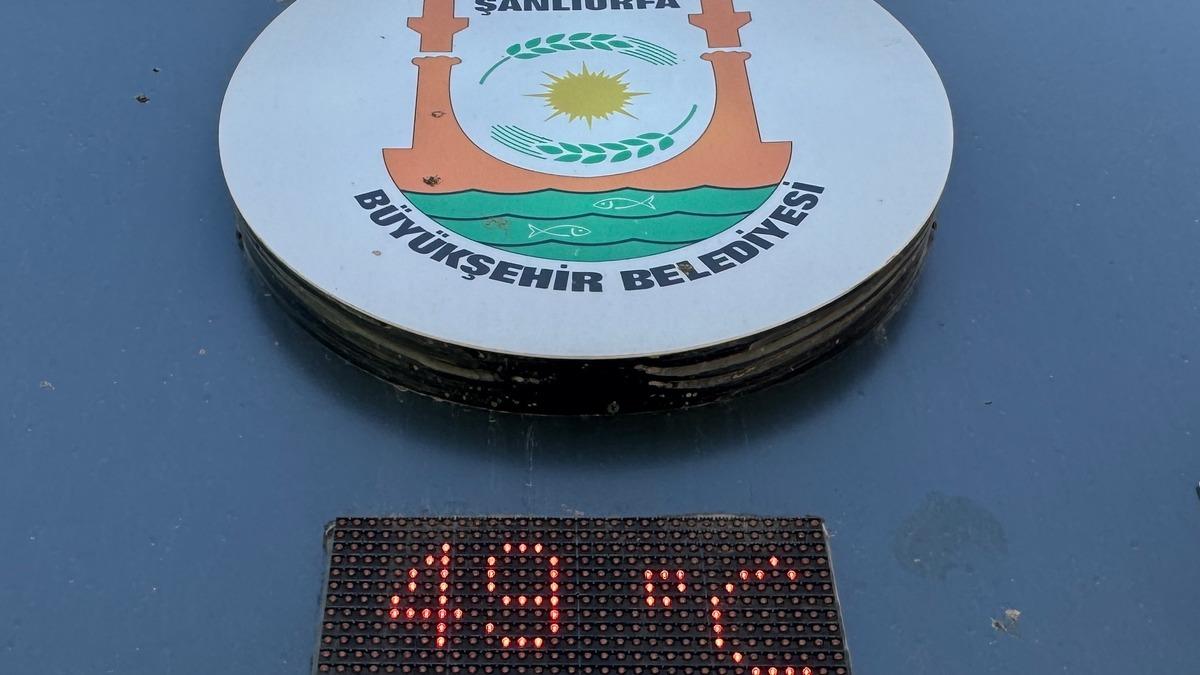 ŞANLIURFA
BÜYÜKŞEHİR BELEDİYESİ
49 °C